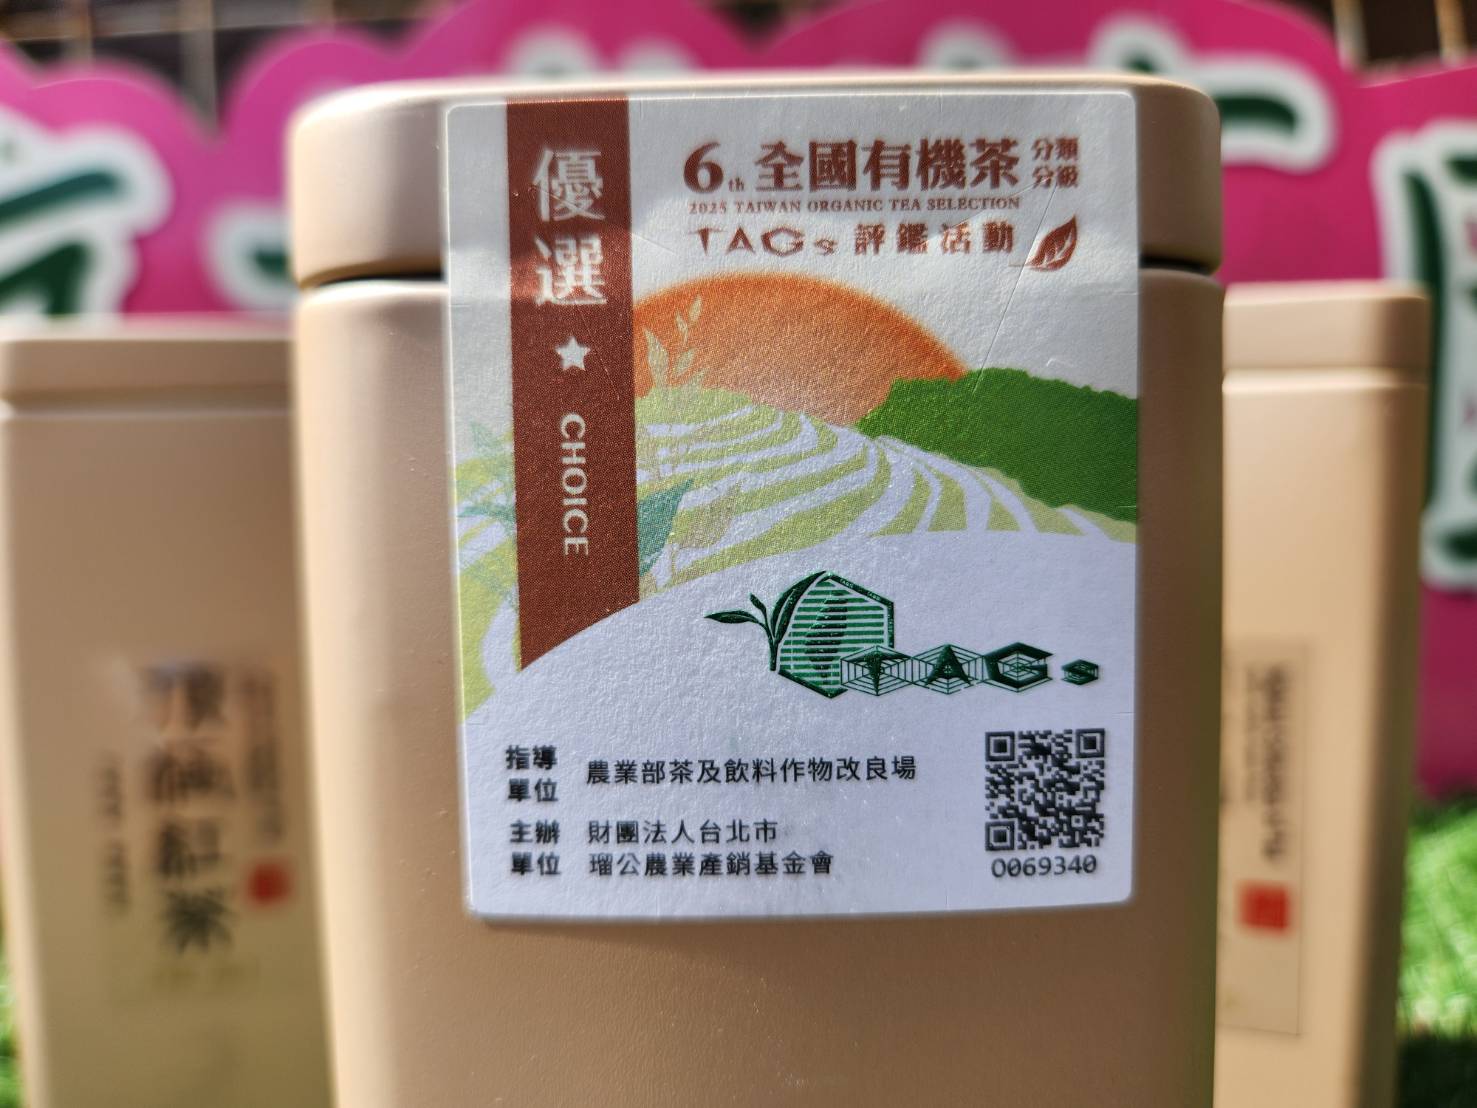 優選 ★ CHOICE
6th 全國有機茶 分類分級
2025 TAIWAN ORGANIC TEA SELECTION
TAGs 評鑑活動
TAGs
指導單位 農業部茶及飲料作物改良場
主辦單位 財團法人台北市
瑠公農業產銷基金會
O069340
紅茶